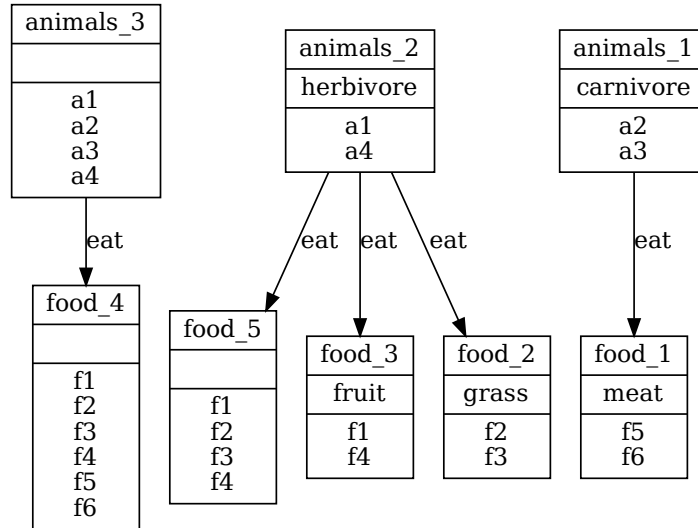 animals_3
a1
a2
a3
a4
animals_2
herbivore
a1
a4
animals_1
carnivore
a2
a3
eat
eat
eat
eat
eat
food_4
f1
f2
f3
f4
f5
f6
food_5
f1
f2
f3
f4
food_3
fruit
f1
f4
food_2
grass
f2
f3
food_1
meat
f5
f6